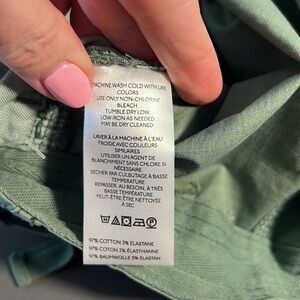 MACHINE WASH COLD WITH LIKE
COLORS
USE ONLY NON-CHLORINE
BLEACH
TUMBLE DRY LOW
LOW IRON AS NEEDED
MAY BE DRY CLEANED
LAVER À LA MACHINE À L'EAU
FROIDE AVEC COULEURS
SIMILAIRES
UTILISER UN AGENT DE
BLANCHIMENT SANS CHLORE SI
NÉCESSAIRE
SÉCHER PAR CULBUTAGE À BASSE
TEMPÉRATURE
REPASSER, AU BESOIN, À TRÈS
BASSE TEMPÉRATURE
PEUT-ÊTRE ÊTRE NETTOYÉE
À SEC
97% COTTON 3% ELASTANE
97% COTON 3% ÉLASTHANNE
97% BAUMWOLLE 3% ELASTAN